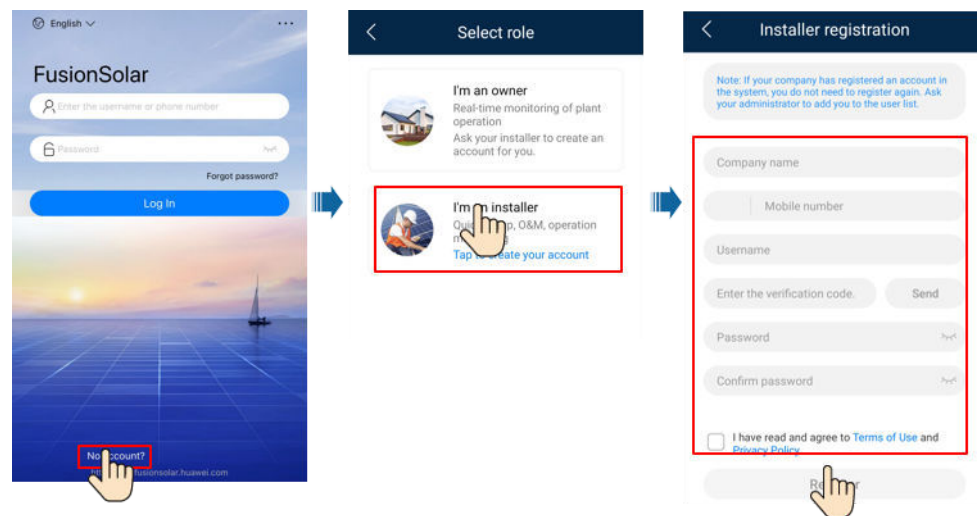 English
FusionSolar
Enter the username or phone number
Password
Forgot password?
Log In
No account?
fusionsolar.huawei.com
Select role
I'm an owner
Real-time monitoring of plant
operation
Ask your installer to create an
account for you.
I'm an installer
O&M, operation
Tap to create your account
Installer registration
Note: If your company has registered an account in
the system, you do not need to register again. Ask
your administrator to add you to the user list.
Company name
Mobile number
Username
Enter the verification code.
Send
Password
Confirm password
I have read and agree to Terms of Use and
Privacy Policy